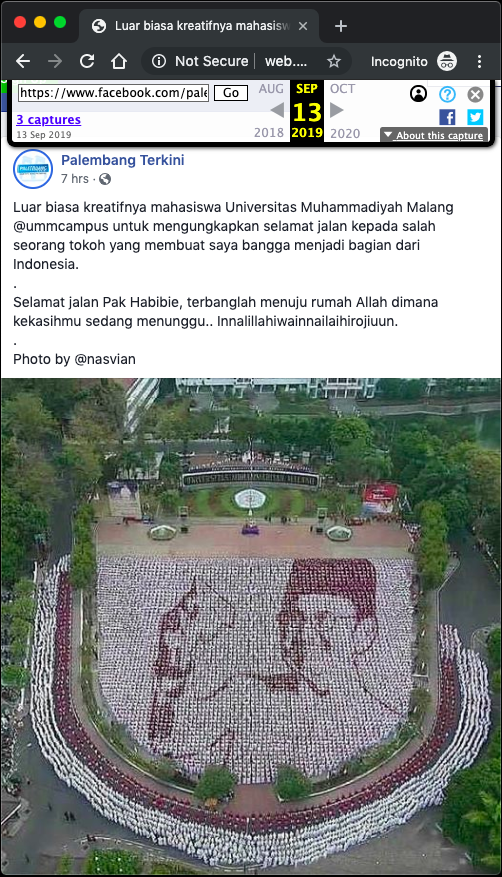 Luar biasa kreatifnya mahasisw
Not Secure | web....
Incognito
https://www.facebook.com/pale
Go
AUG
SEP
OCT
3 captures
13
13 Sep 2019
2018
2019
2020
About this capture
Palembang Terkini
7 hrs ·
Luar biasa kreatifnya mahasiswa Universitas Muhammadiyah Malang
@ummcampus untuk mengungkapkan selamat jalan kepada salah
seorang tokoh yang membuat saya bangga menjadi bagian dari
Indonesia.
.
Selamat jalan Pak Habibie, terbanglah menuju rumah Allah dimana
kekasihmu sedang menunggu.. Innalillahiwainnailaihirojiuun.
.
Photo by @nasvian
UNIVERSITAS MUHAMMADIYAH MALANG